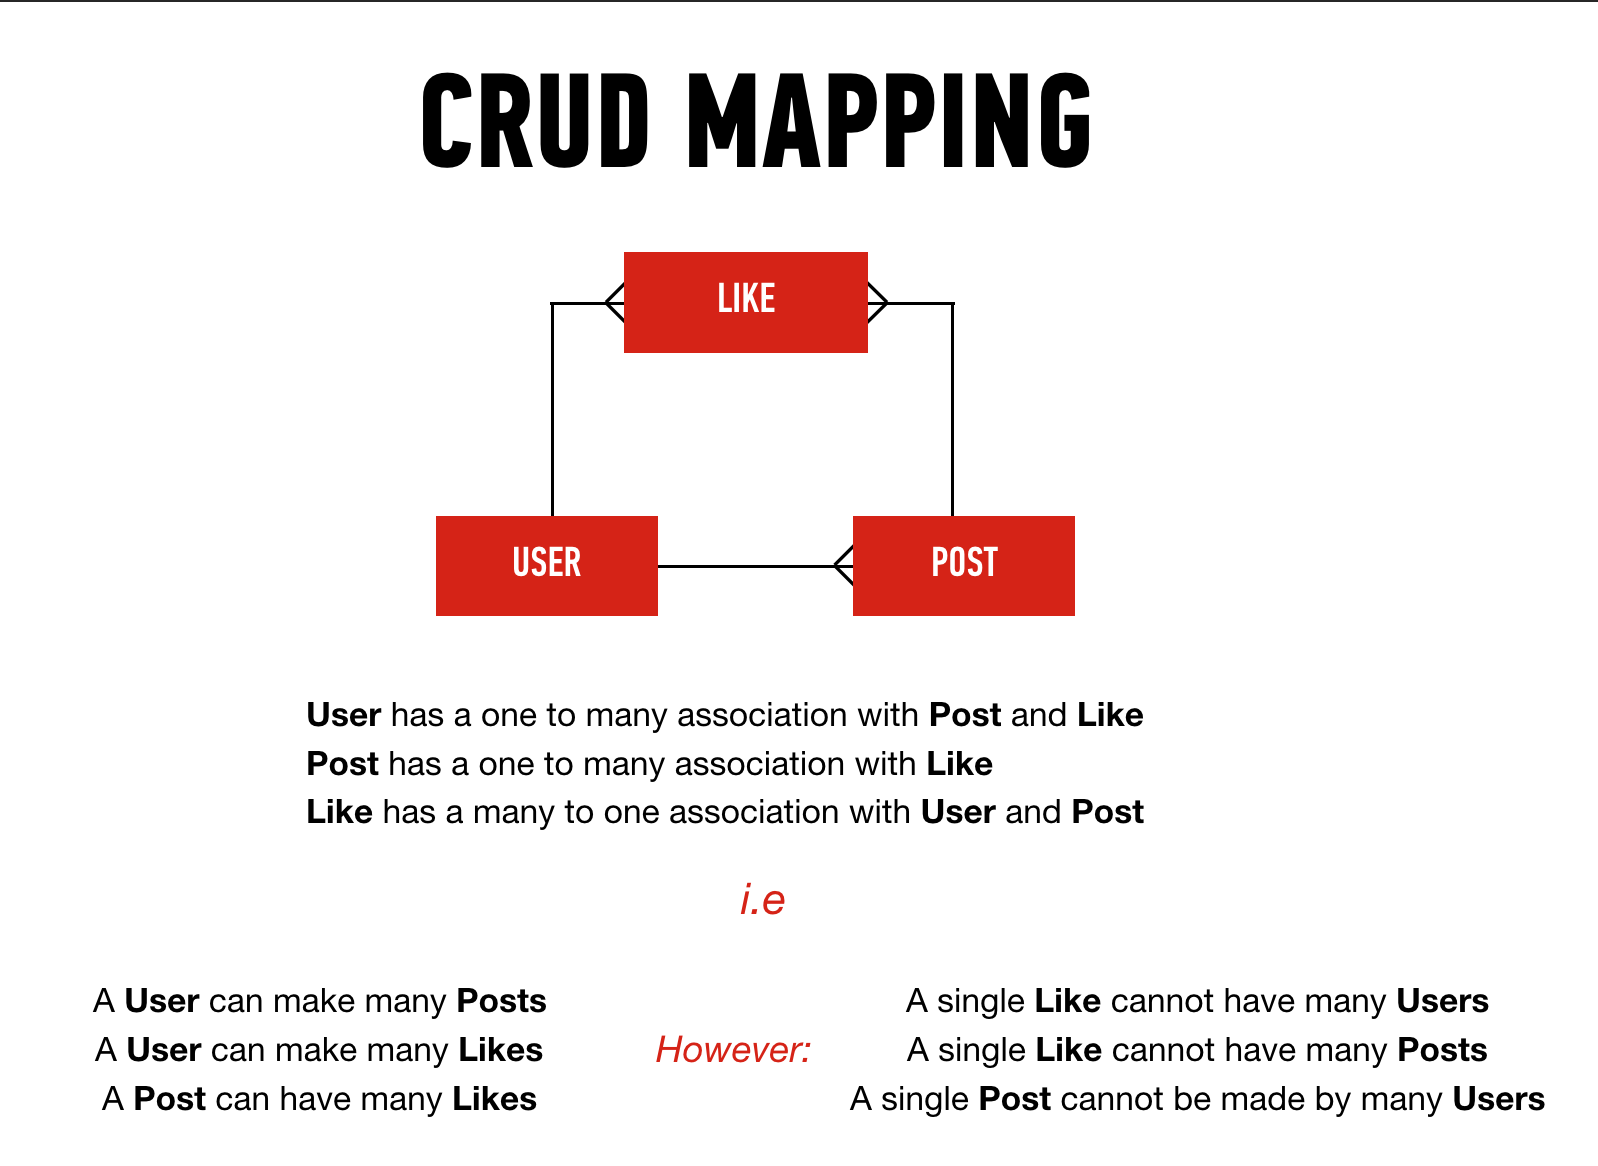 CRUD MAPPING
LIKE
USER
POST
User has a one to many association with Post and Like
Post has a one to many association with Like
Like has a many to one association with User and Post
i.e
A User can make many Posts
A User can make many Likes
A Post can have many Likes
However:
A single Like cannot have many Users
A single Like cannot have many Posts
A single Post cannot be made by many Users